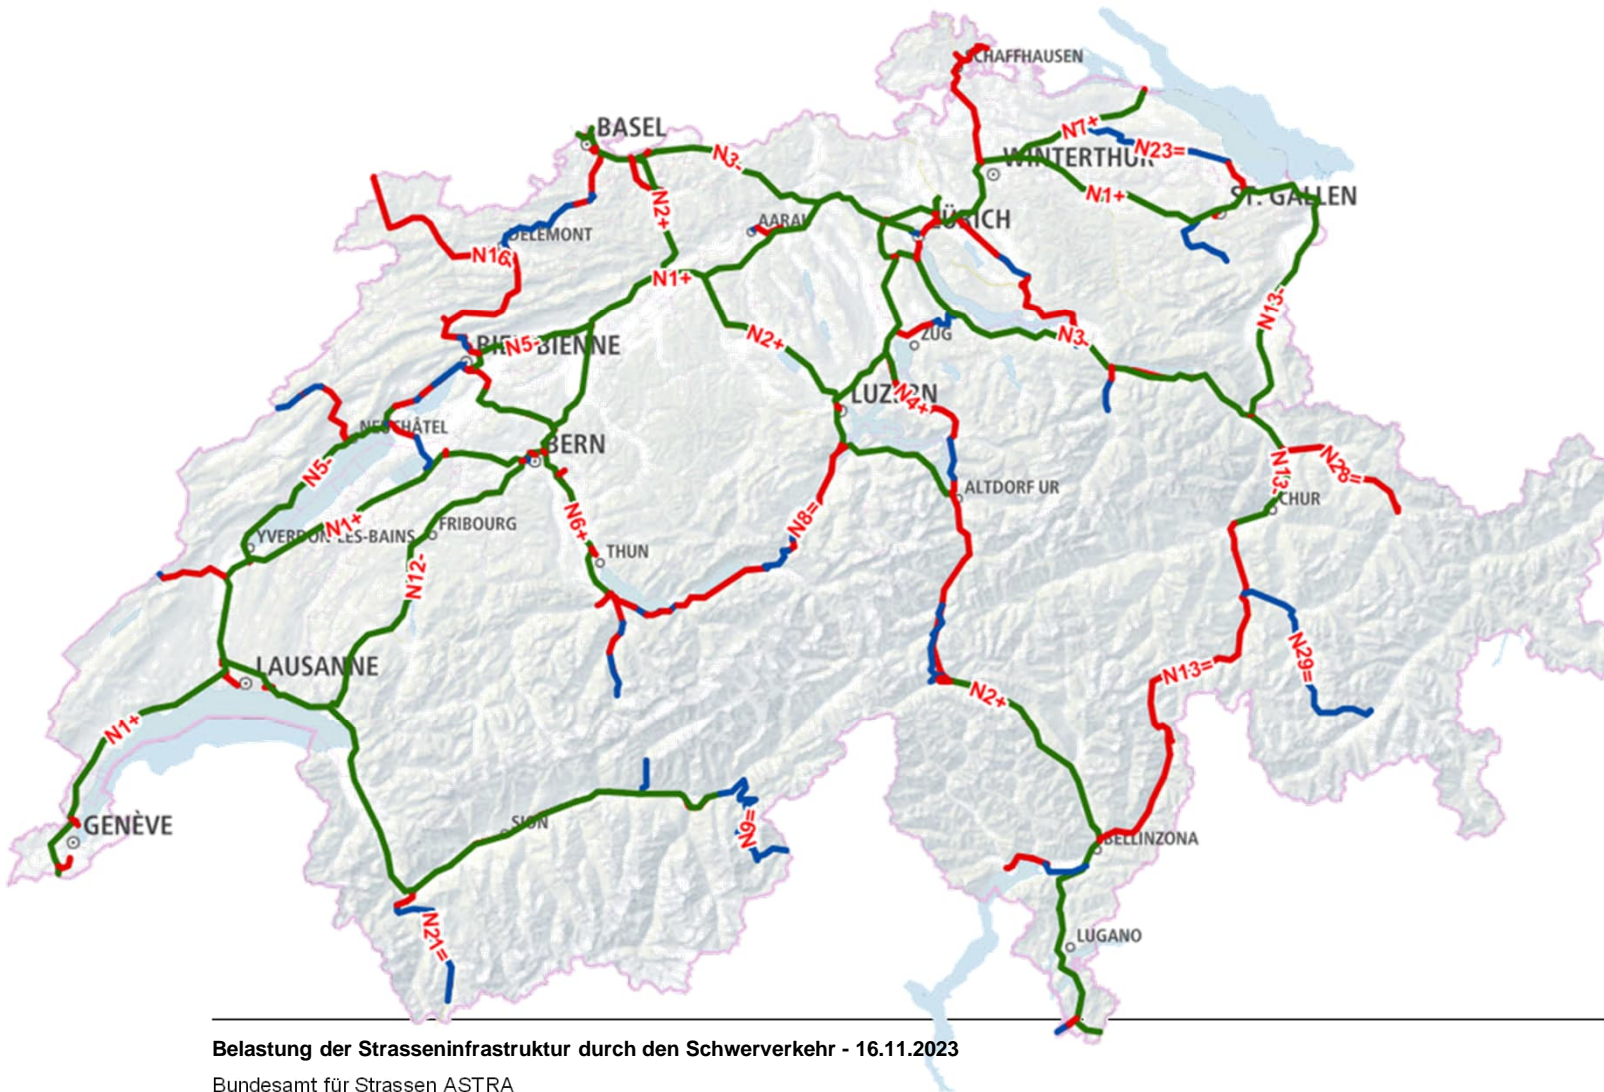 SCHAFFHAUSEN
BASEL
N7+
N3-
N23=
WINTERTHUR
N2+
N1+
ST. GALLEN
AARAU
ZÜRICH
DELEMONT
N16
N1+
N13-
N5-
BIEL BIENNE
N2+
ZUG
N3-
LUZERN
N4+
NEUCHÂTEL
BERN
N5-
N13-
N28=
ALTDORF UR
CHUR
N1+
FRIBOURG
N6+
N8=
YVERDON-LES-BAINS
THUN
N12-
LAUSANNE
N29=
N13=
N2+
N1+
GENÈVE
SION
N9=
BELLINZONA
N21=
LUGANO
Belastung der Strasseninfrastruktur durch den Schwerverkehr - 16.11.2023
Bundesamt für Strassen ASTRA